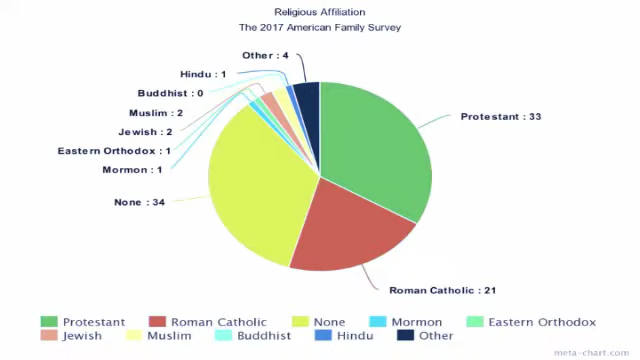 Religious Affiliation
The 2017 American Family Survey
Other : 4
Hindu : 1
Buddhist : 0
Protestant : 33
Muslim : 2
Jewish : 2
Eastern Orthodox : 1
Mormon : 1
None : 34
Roman Catholic : 21
Protestant Roman Catholic None Mormon Eastern Orthodox
Jewish Muslim Buddhist Hindu Other
meta-chart.com